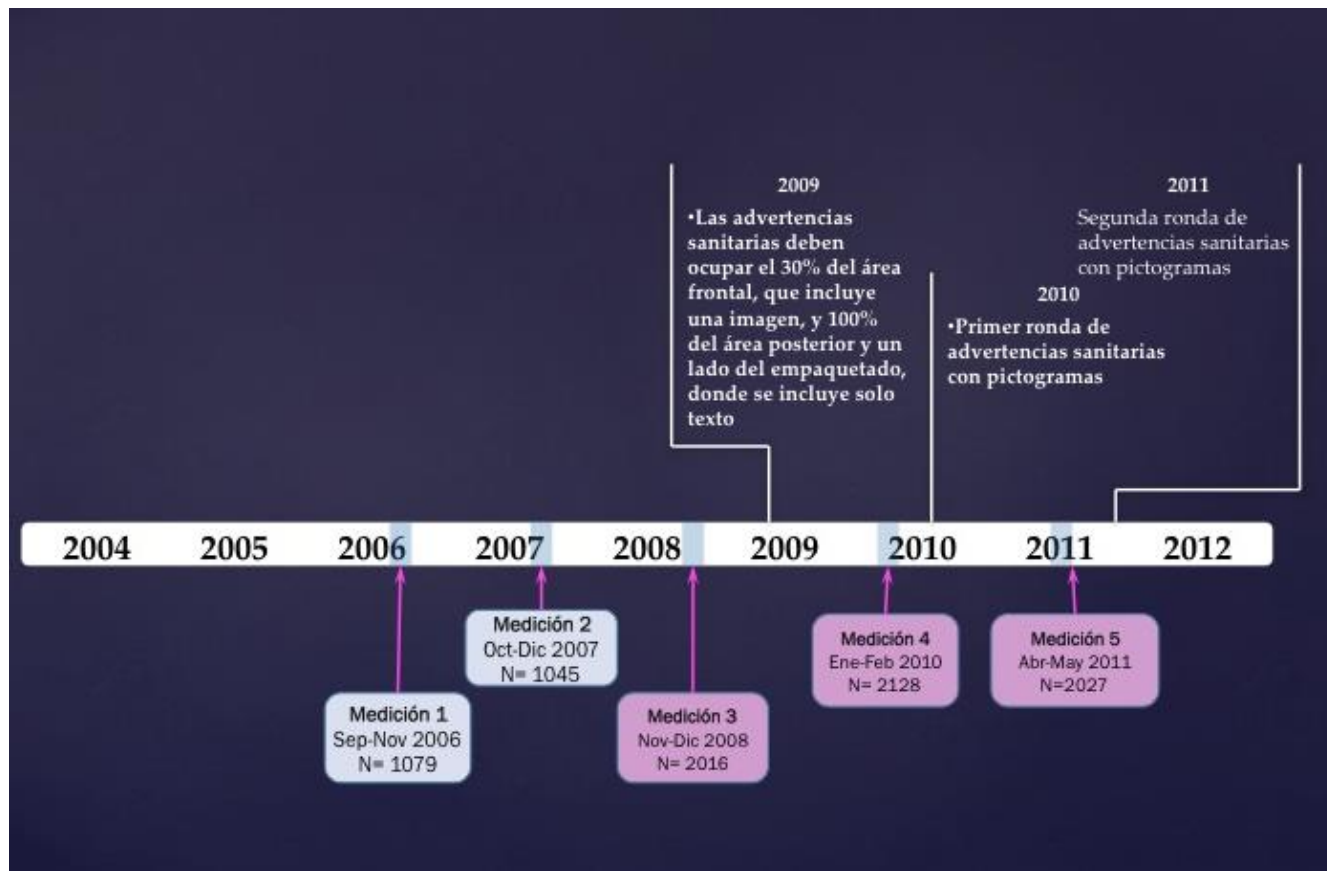 2009
•Las advertencias
sanitarias deben
ocupar el 30% del área
frontal, que incluye
una imagen, y 100%
del área posterior y un
lado del empaquetado,
donde se incluye solo
texto
2011
Segunda ronda de
advertencias sanitarias
con pictogramas
2010
•Primer ronda de
advertencias sanitarias
con pictogramas
2004 2005 2006 2007 2008 2009 2010 2011 2012
Medición 1
Sep-Nov 2006
N= 1079
Medición 2
Oct-Dic 2007
N= 1045
Medición 3
Nov-Dic 2008
N= 2016
Medición 4
Ene-Feb 2010
N= 2128
Medición 5
Abr-May 2011
N=2027